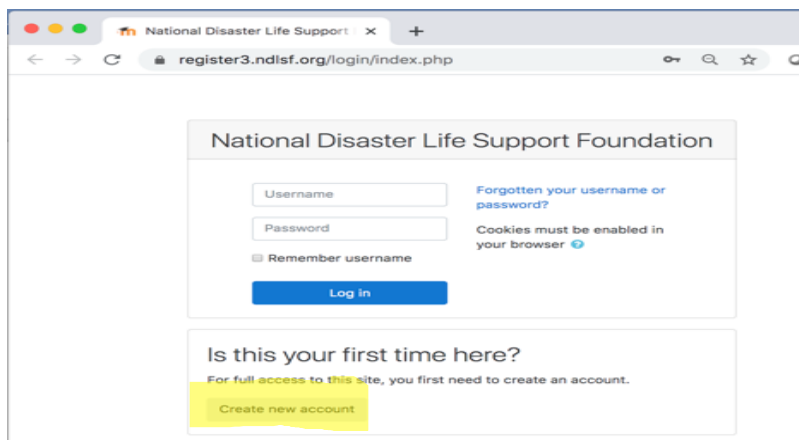 National Disaster Life Support
register3.ndlsf.org/login/index.php
National Disaster Life Support Foundation
Username
Forgotten your username or
password?
Password
Cookies must be enabled in
your browser
Remember username
Log in
Is this your first time here?
For full access to this site, you first need to create an account.
Create new account